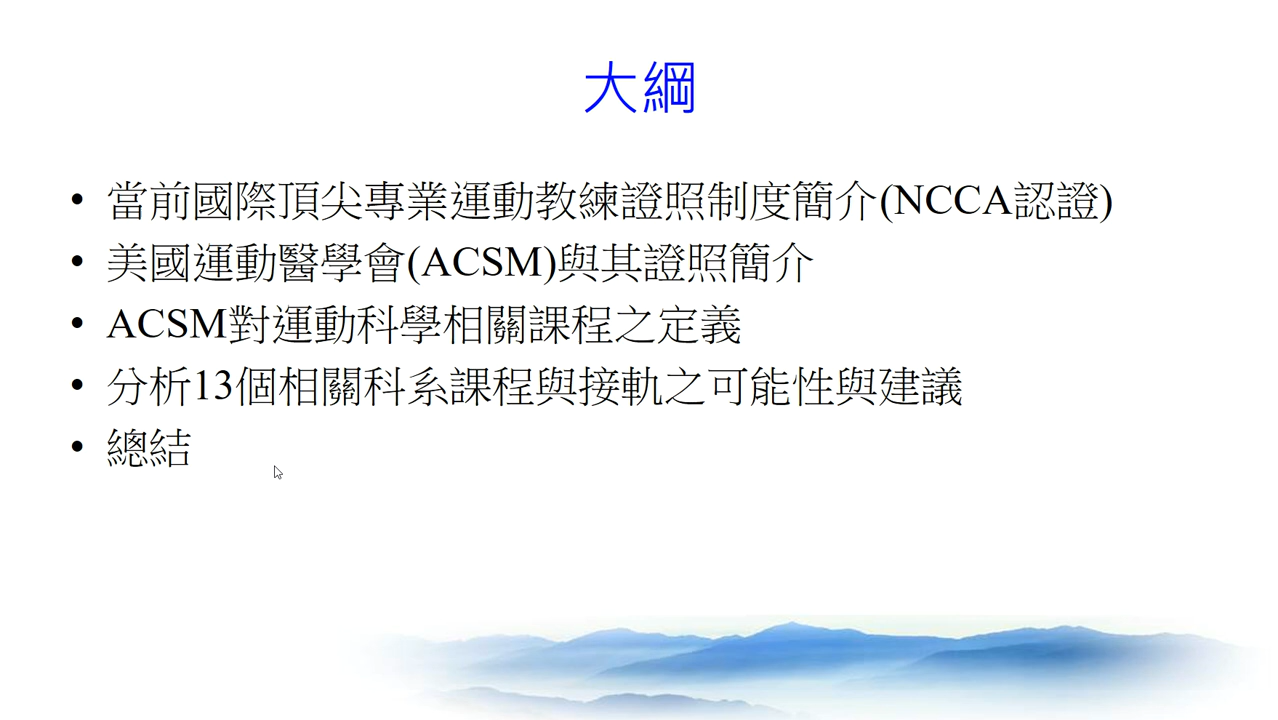 大綱
• 當前國際頂尖專業運動教練證照制度簡介(NCCA認證)
• 美國運動醫學會(ACSM)與其證照簡介
• ACSM對運動科學相關課程之定義
• 分析13個相關科系課程與接軌之可能性與建議
• 總結